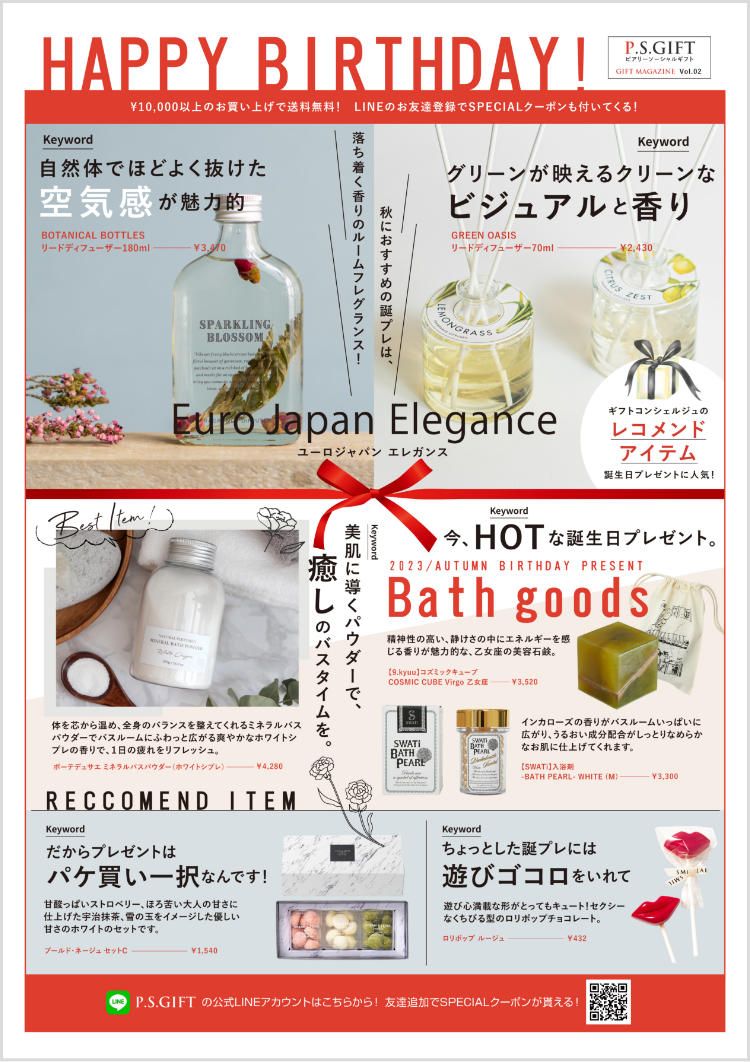 HAPPY BIRTHDAY!
P.S.GIFT
ピアリーソーシャルギフト
GIFT MAGAZINE Vol.02
¥10,000以上のお買い上げで送料無料! LINEのお友達登録でSPECIALクーポンも付いてくる!
Keyword
自然体でほどよく抜けた
空気感が魅力的
BOTANICAL BOTTLES
リードディフューザー180ml ¥3,470
SPARKLING
BLOSSOM
秋におすすめの誕プレは、
落ち着く香りのルームフレグランス!
Keyword
グリーンが映えるクリーンな
ビジュアルと香り
GREEN OASIS
リードディフューザー70ml ¥2,430
LEMONGRASS
CITRUS ZEST
Euro Japan Elegance
ユーロジャパン エレガンス
ギフトコンシェルジュの
レコメンド
アイテム
誕生日プレゼントに人気!
Best Item!
Keyword
美肌に導くパウダーで、
癒しのバスタイムを。
MINERAL BATH POWDER
体を芯から温め、全身のバランスを整えてくれるミネラルバス
パウダーでバスルームにふわっと広がる爽やかなホワイトシ
プレの香りで、1日の疲れをリフレッシュ。
ボーテデュサエ ミネラルバスパウダー(ホワイトシプレ) ¥4,280
Keyword
今、HOTな誕生日プレゼント。
2023/AUTUMN BIRTHDAY PRESENT
Bath goods
精神性の高い、静けさの中にエネルギーを感
じる香りが魅力的な、乙女座の美容石鹸。
【9.kyuu】コズミックキューブ
COSMIC CUBE Virgo 乙女座 ¥3,520
S
SWATi
BATH
PEARL
SWATi
BATH
PEARL
インカローズの香りがバスルームいっぱいに
広がり、うるおい成分配合がしっとりなめらか
なお肌に仕上げてくれます。
【SWATi】入浴剤
-BATH PEARL- WHITE (M) ¥3,300
RECCOMEND ITEM
Keyword
だからプレゼントは
パケ買い一択なんです!
甘酸っぱいストロベリー、ほろ苦い大人の甘さに
仕上げた宇治抹茶、雪の玉をイメージした優しい
甘さのホワイトのセットです。
ブールド・ネージュ セットC ¥1,540
Keyword
ちょっとした誕プレには
遊びゴコロをいれて
遊び心満載な形がとってもキュート!セクシー
なくちびる型のロリポップチョコレート。
ロリポップ ルージュ ¥432
LINE P.S.GIFT の公式LINEアカウントはこちらから! 友達追加でSPECIALクーポンが貰える!